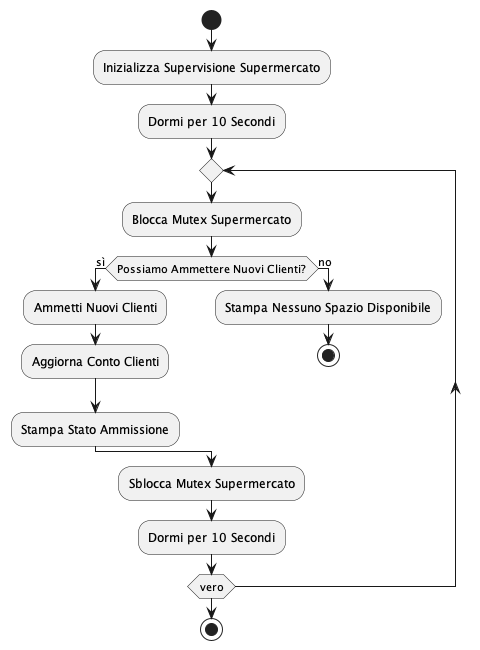 Inizializza Supervisione Supermercato
Dormi per 10 Secondi
Blocca Mutex Supermercato
sì
Possiamo Ammettere Nuovi Clienti?
no
Ammetti Nuovi Clienti
Stampa Nessuno Spazio Disponibile
Aggiorna Conto Clienti
Stampa Stato Ammissione
Sblocca Mutex Supermercato
Dormi per 10 Secondi
vero